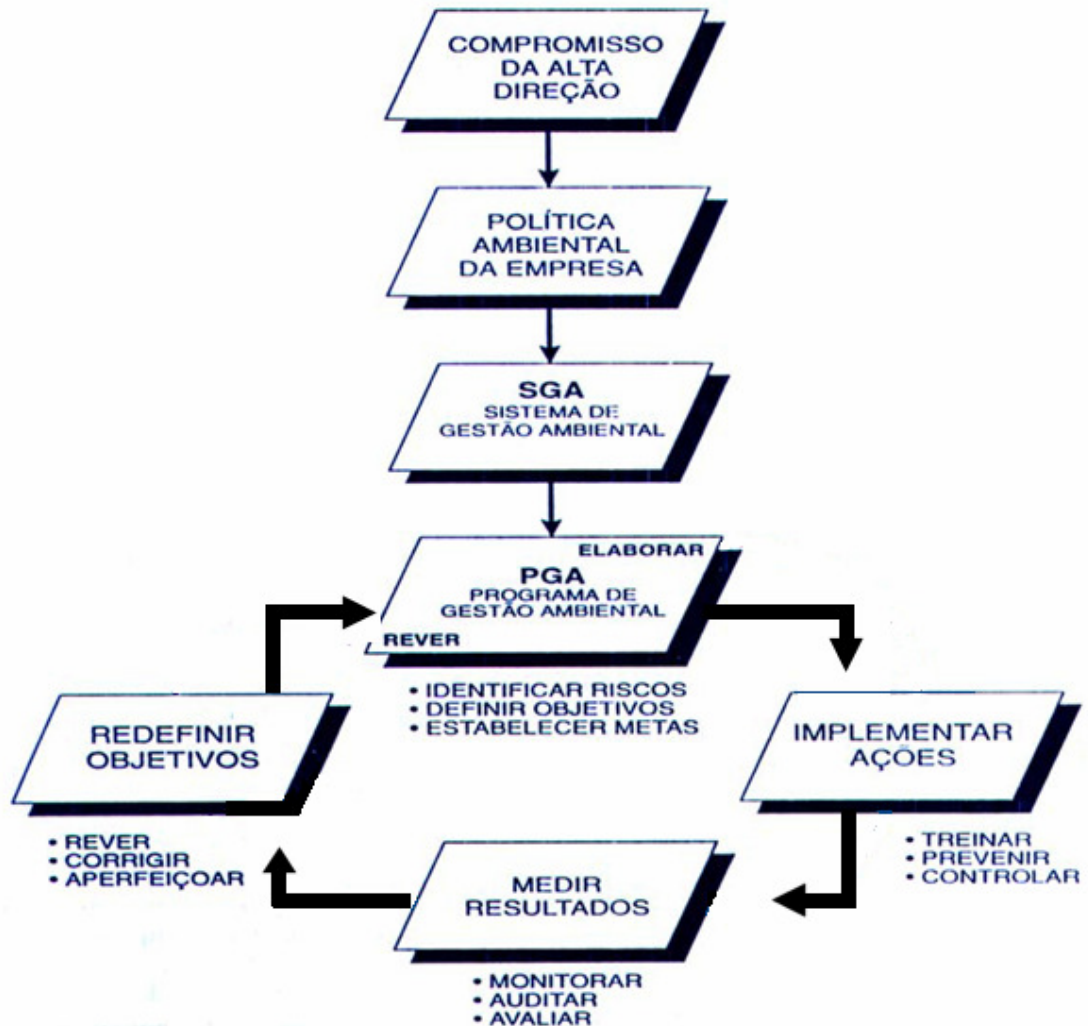 COMPROMISSO
DA ALTA
DIREÇÃO
POLÍTICA
AMBIENTAL
DA EMPRESA
SGA
SISTEMA DE
GESTÃO AMBIENTAL
ELABORAR
PGA
PROGRAMA DE
GESTÃO AMBIENTAL
REVER
• IDENTIFICAR RISCOS
• DEFINIR OBJETIVOS
• ESTABELECER METAS
IMPLEMENTAR
AÇÕES
• TREINAR
• PREVENIR
• CONTROLAR
MEDIR
RESULTADOS
• MONITORAR
• AUDITAR
• AVALIAR
REDEFINIR
OBJETIVOS
• REVER
• CORRIGIR
• APERFEIÇOAR